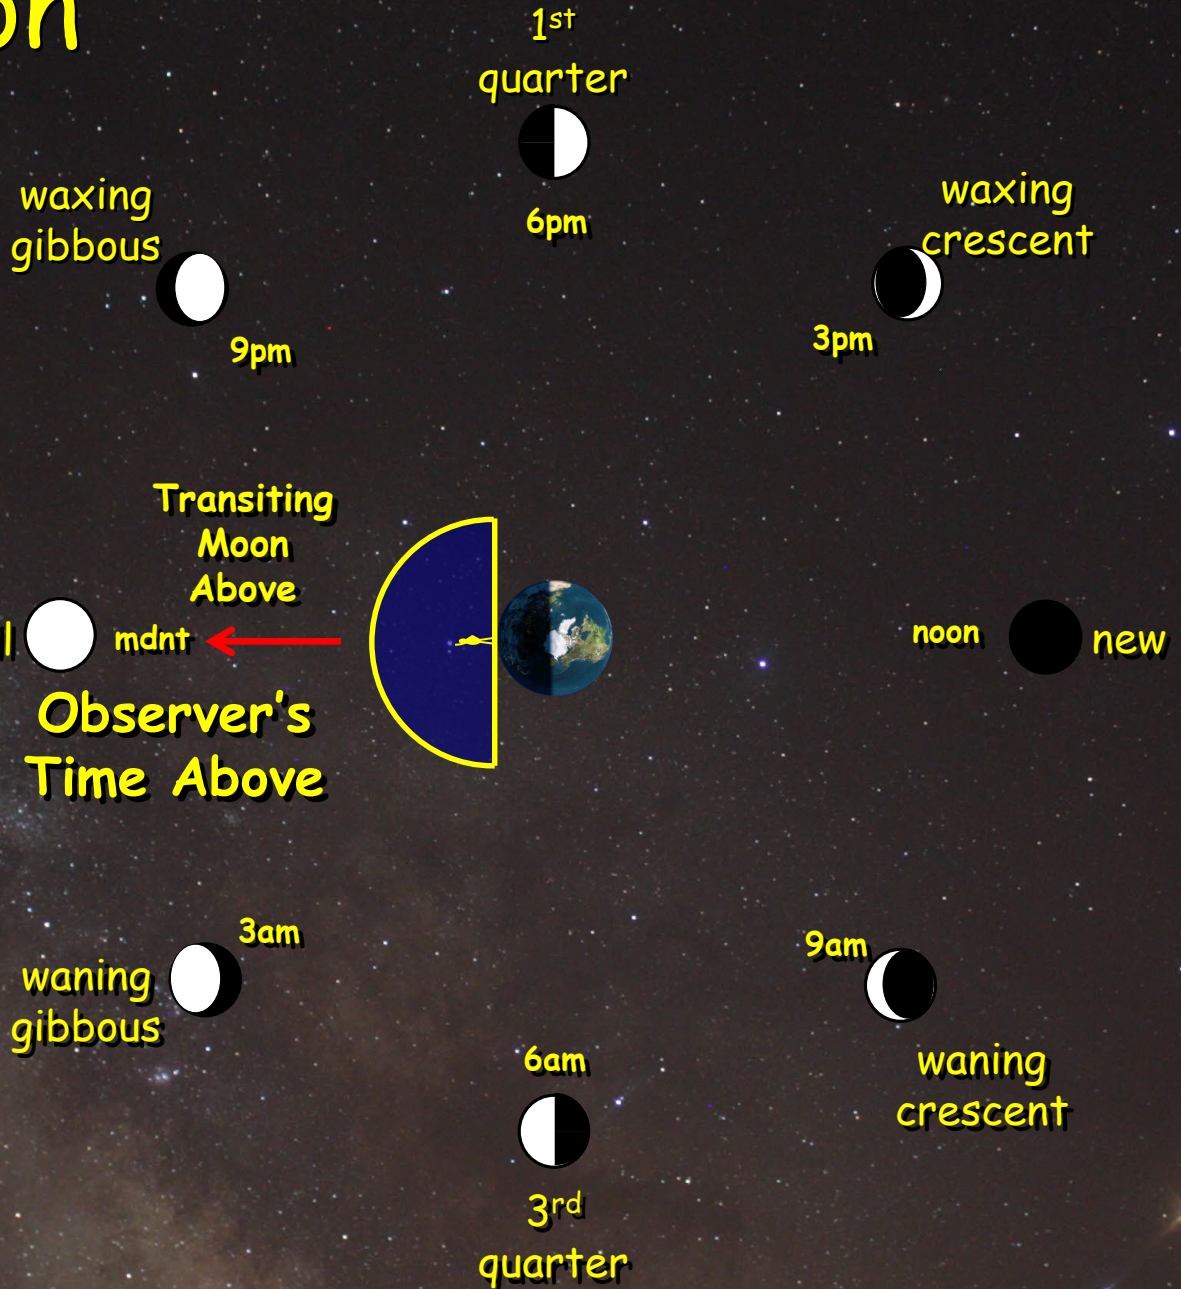 on
1st
quarter
waxing
gibbous
waxing
crescent
6pm
9pm
3pm
Transiting
Moon
Above
l
mdnt
noon
new
Observer's
Time Above
3am
9am
waning
gibbous
6am
waning
crescent
3rd
quarter